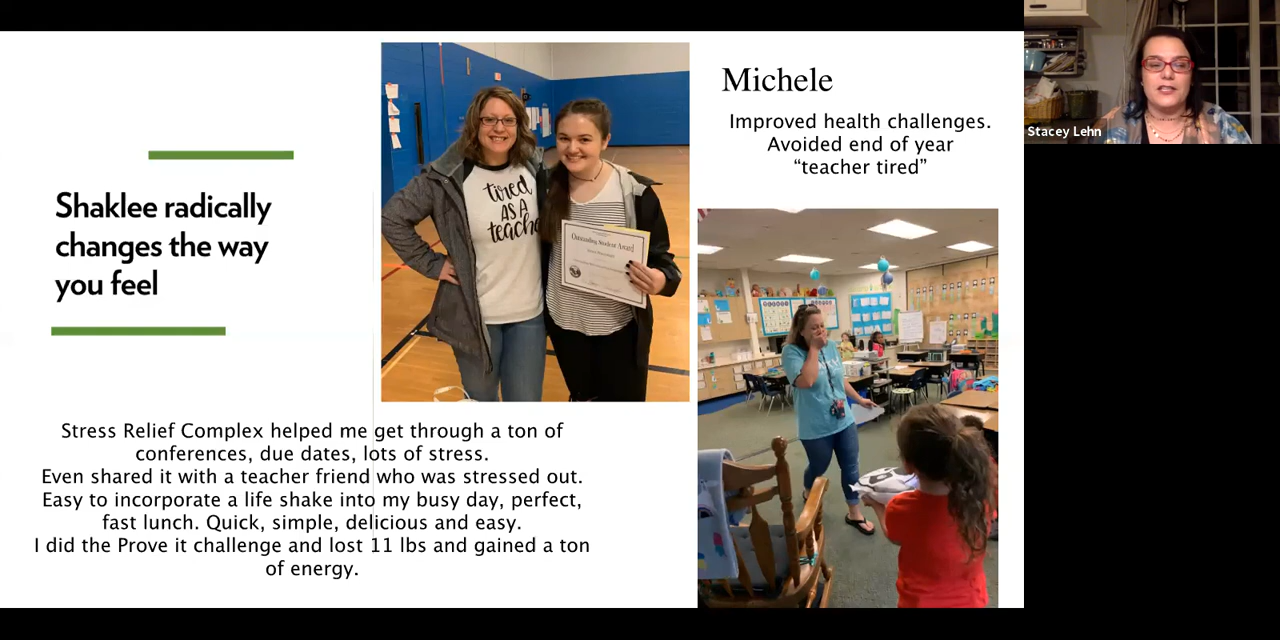 Shaklee radically
changes the way
you feel
tired
AS A
Outstanding Student Award
Michele
Improved health challenges.
Avoided end of year
“teacher tired”
Stacey Lehn
Stress Relief Complex helped me get through a ton of
conferences, due dates, lots of stress.
Even shared it with a teacher friend who was stressed out.
Easy to incorporate a life shake into my busy day, perfect,
fast lunch. Quick, simple, delicious and easy.
I did the Prove it challenge and lost 11 lbs and gained a ton
of energy.